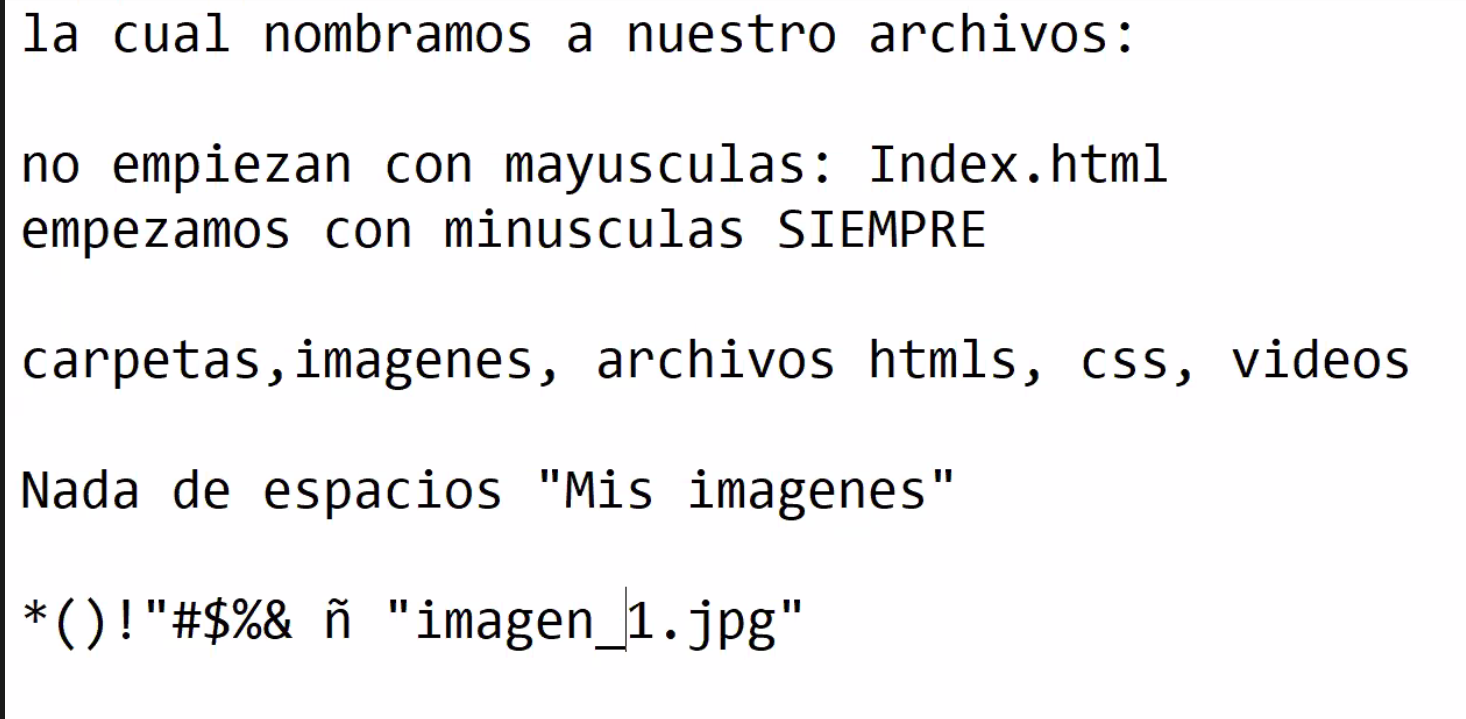 la cual nombramos a nuestro archivos:
no empiezan con mayusculas: Index.html
empezamos con minusculas SIEMPRE
carpetas,imagenes, archivos htmls, css, videos
Nada de espacios "Mis imagenes"
*()!"#$%& ñ "imagen_1.jpg"